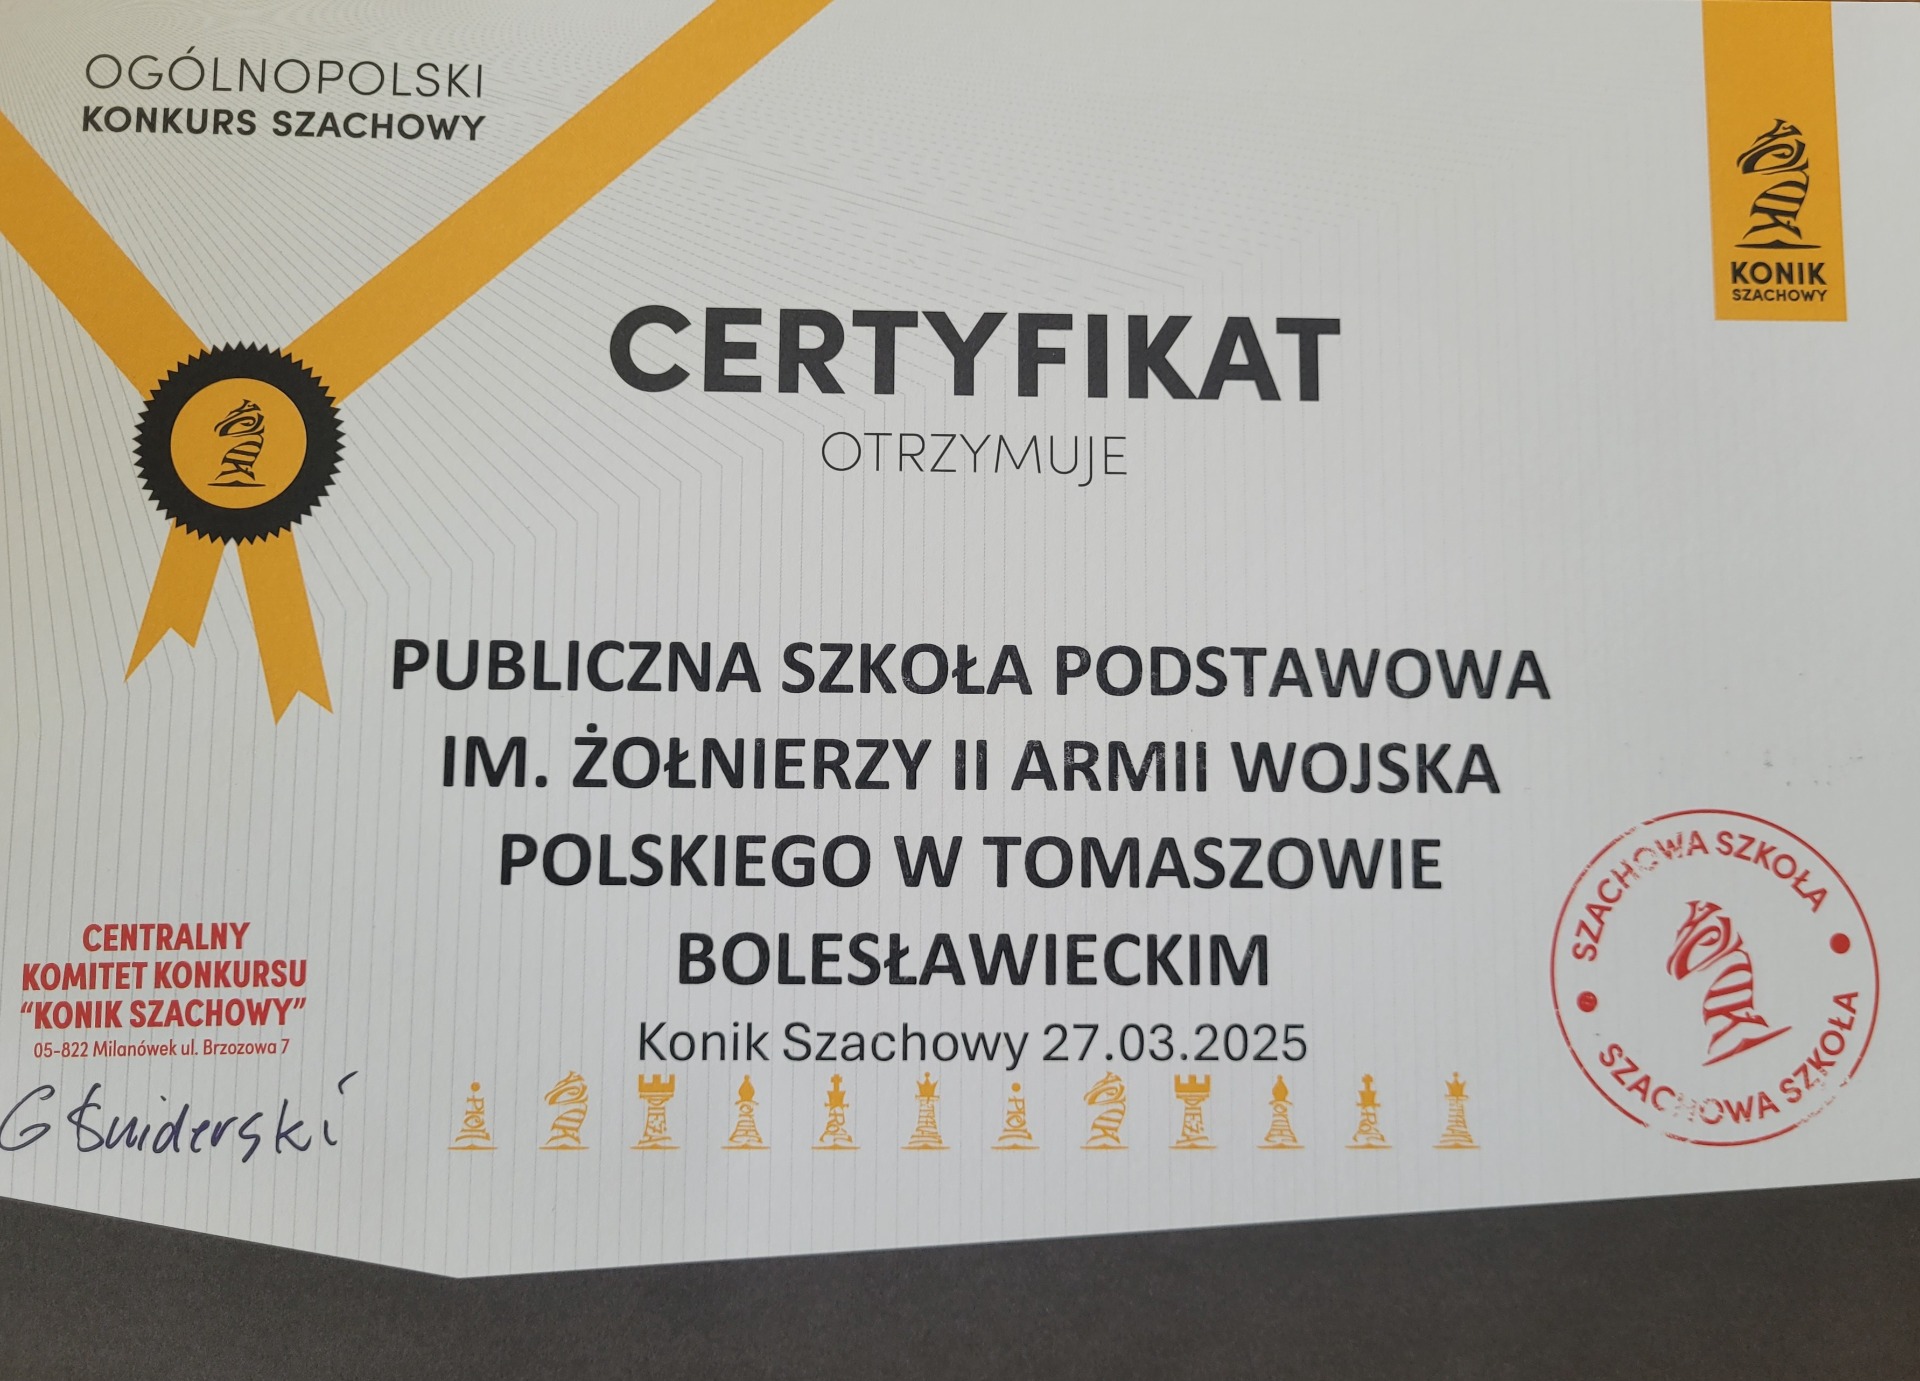 OGÓLNOPOLSKI
KONKURS SZACHOWY
KONIK
SZACHOWY
CERTYFIKAT
OTRZYMUJE
PUBLICZNA SZKOŁA PODSTAWOWA
IM. ŻOŁNIERZY II ARMII WOJSKA
POLSKIEGO W TOMASZOWIE
BOLESŁAWIECKIM
Konik Szachowy 27.03.2025
CENTRALNY
KOMITET KONKURSU
“KONIK SZACHOWY”
05-822 Milanówek ul. Brzozowa 7
G Świderski
SZACHOWA SZKOŁA
SZACHOWA SZKOŁA